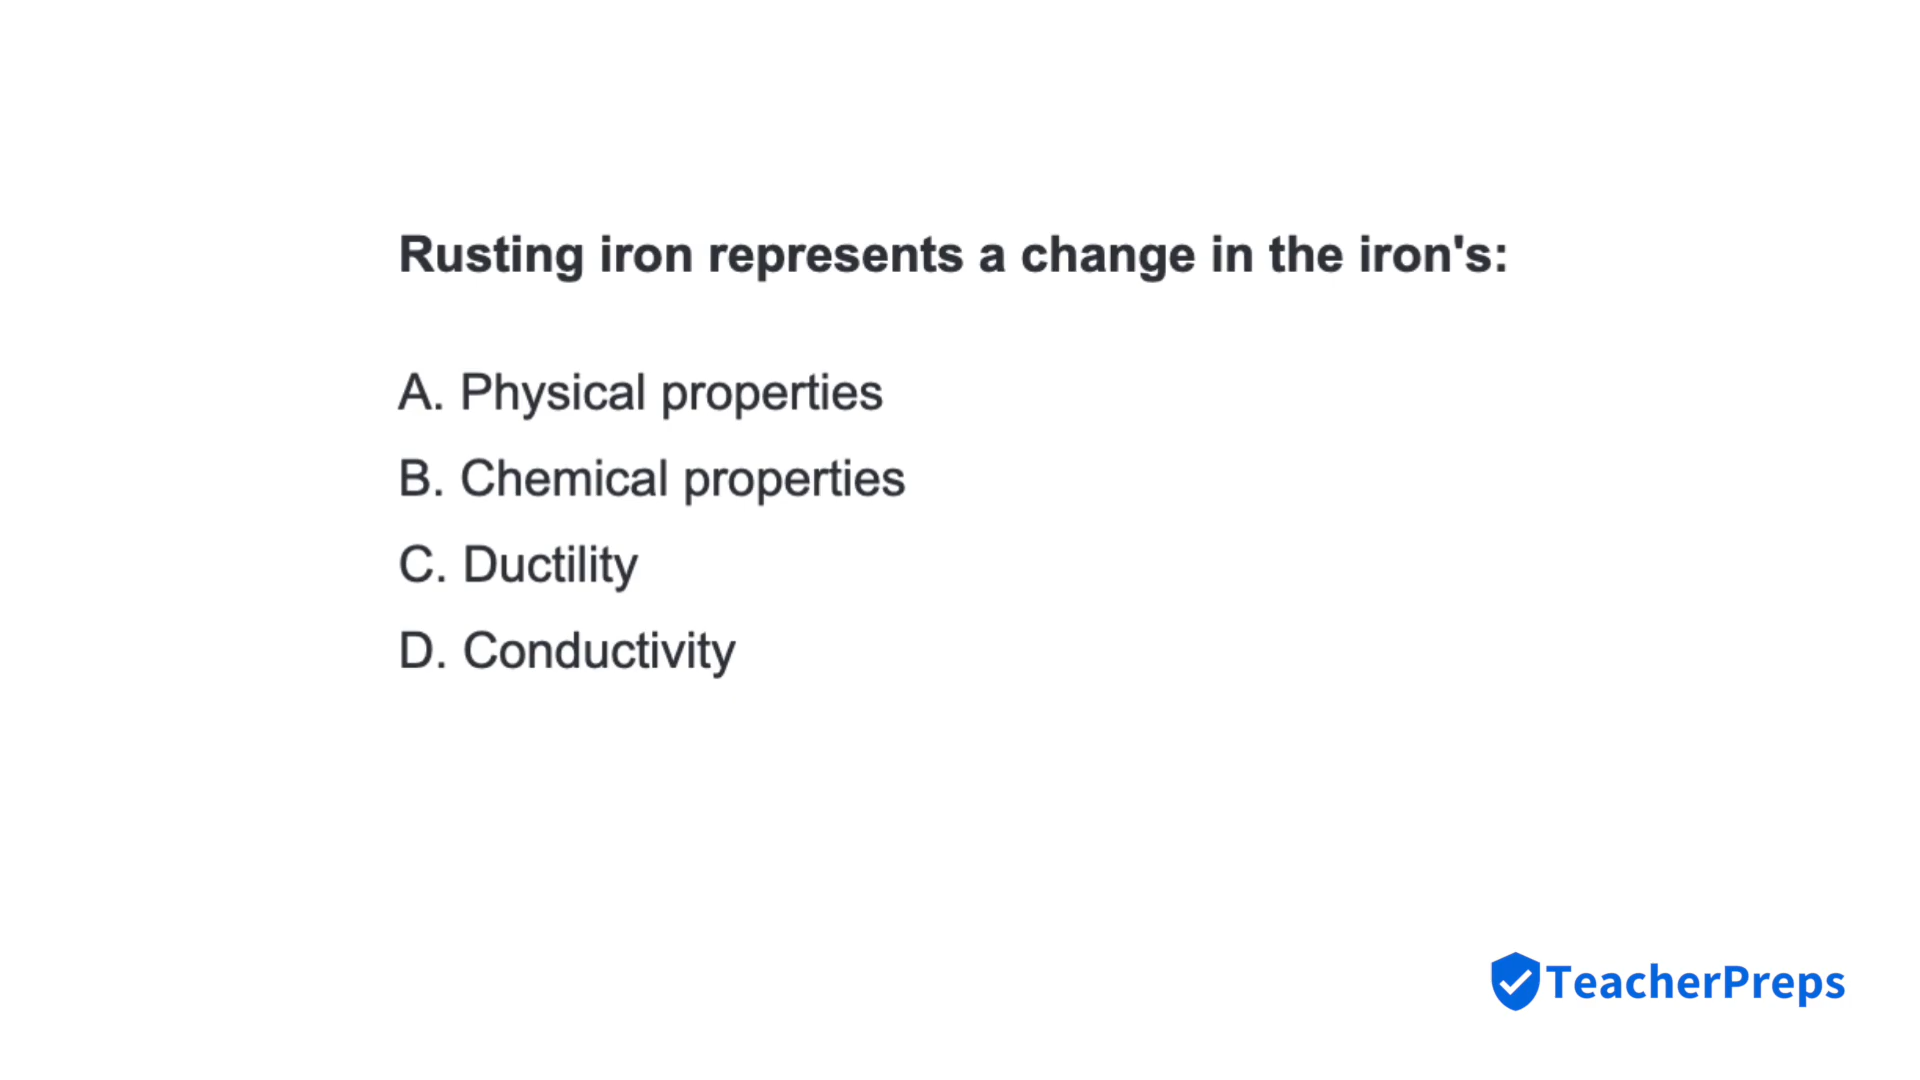 Rusting iron represents a change in the iron's:
A. Physical properties
B. Chemical properties
C. Ductility
D. Conductivity
TeacherPreps